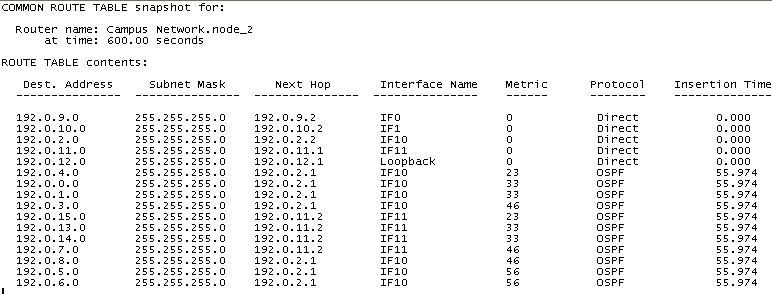 COMMON ROUTE TABLE snapshot for:
Router name: Campus Network.node_2
at time: 600.00 seconds
ROUTE TABLE contents:
Dest. Address Subnet Mask Next Hop Interface Name Metric Protocol Insertion Time
192.0.9.0 255.255.255.0 192.0.9.2 IF0 0 Direct 0.000
192.0.10.0 255.255.255.0 192.0.10.2 IF1 0 Direct 0.000
192.0.2.0 255.255.255.0 192.0.2.2 IF10 0 Direct 0.000
192.0.11.0 255.255.255.0 192.0.11.1 IF11 0 Direct 0.000
192.0.12.0 255.255.255.0 192.0.12.1 Loopback 0 Direct 0.000
192.0.4.0 255.255.255.0 192.0.2.1 IF10 23 OSPF 55.974
192.0.0.0 255.255.255.0 192.0.2.1 IF10 33 OSPF 55.974
192.0.1.0 255.255.255.0 192.0.2.1 IF10 33 OSPF 55.974
192.0.3.0 255.255.255.0 192.0.2.1 IF10 46 OSPF 55.974
192.0.15.0 255.255.255.0 192.0.11.2 IF11 23 OSPF 55.974
192.0.13.0 255.255.255.0 192.0.11.2 IF11 33 OSPF 55.974
192.0.14.0 255.255.255.0 192.0.11.2 IF11 33 OSPF 55.974
192.0.7.0 255.255.255.0 192.0.11.2 IF11 46 OSPF 55.974
192.0.8.0 255.255.255.0 192.0.2.1 IF10 46 OSPF 55.974
192.0.5.0 255.255.255.0 192.0.2.1 IF10 56 OSPF 55.974
192.0.6.0 255.255.255.0 192.0.2.1 IF10 56 OSPF 55.974